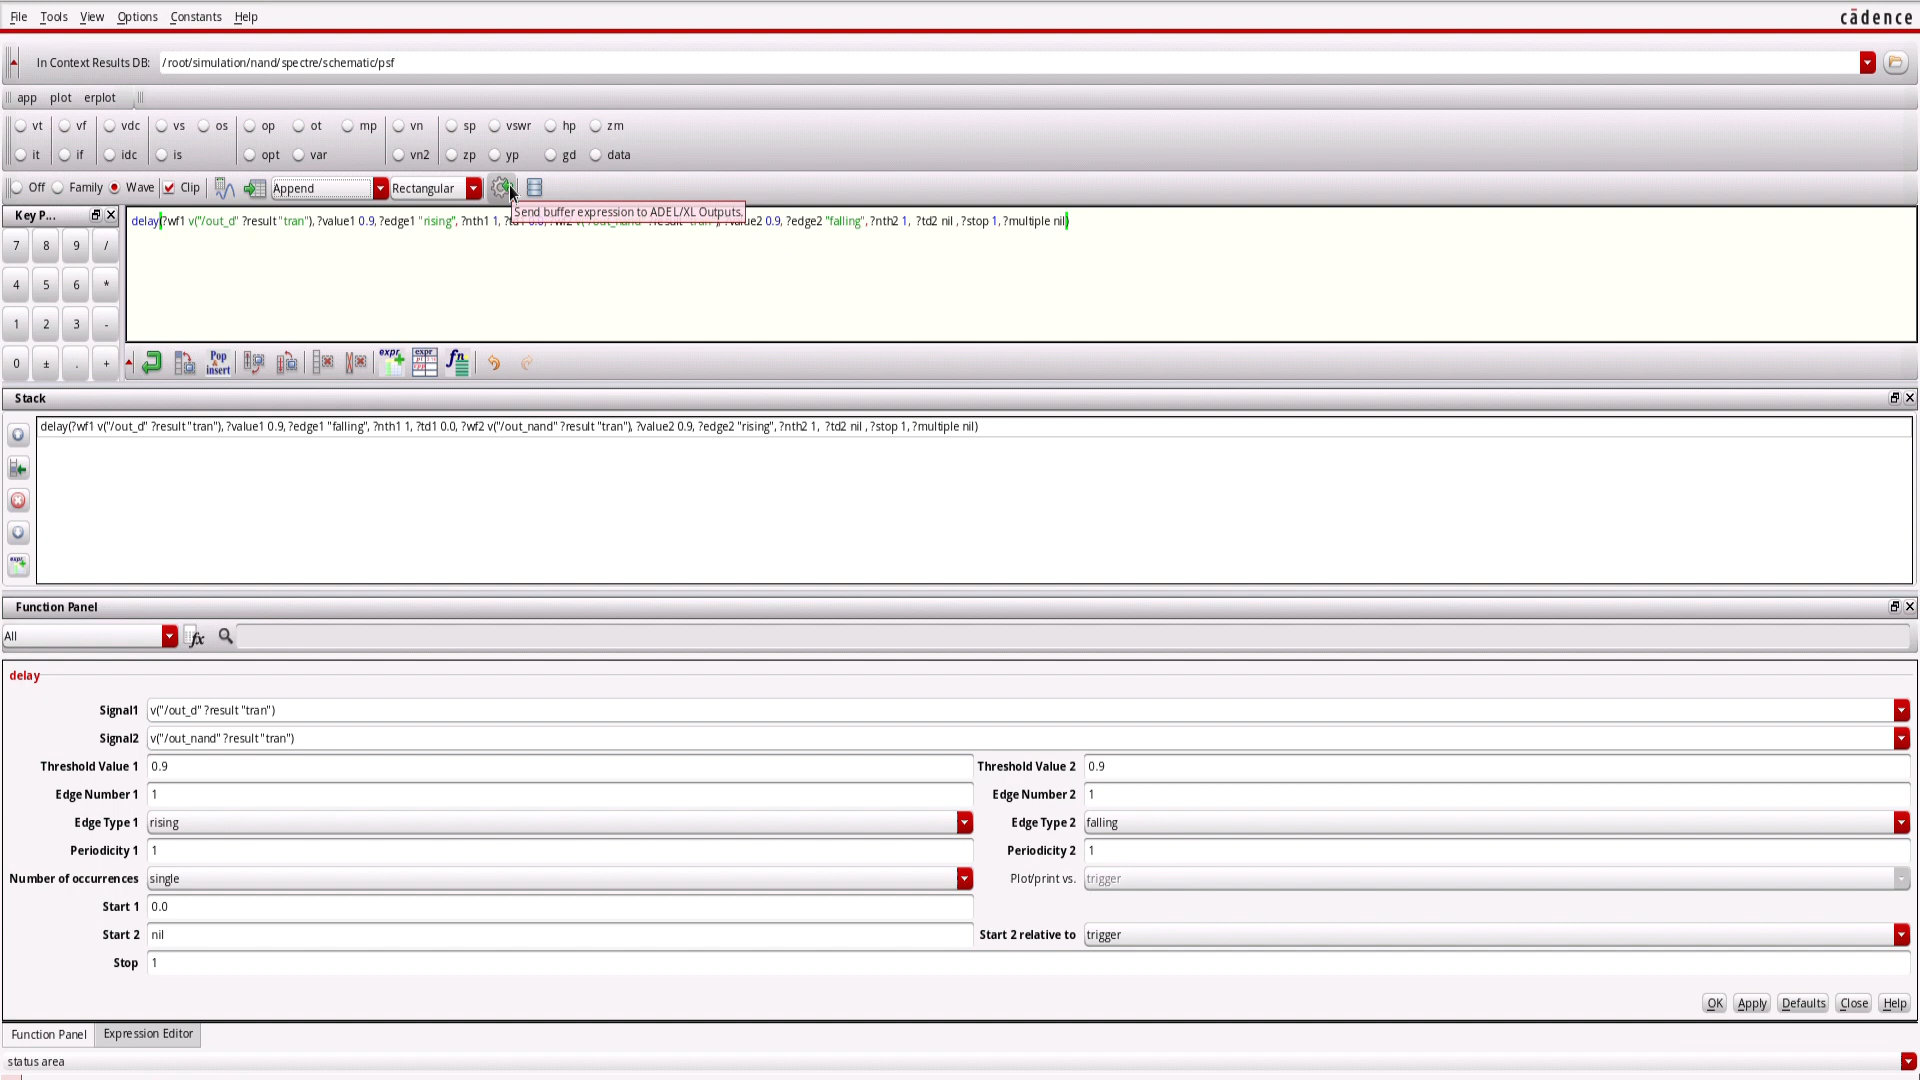 File Tools View Options Constants Help
cādence
In Context Results DB: /root/simulation/nand/spectre/schematic/psf
app plot erplot
vt vf vdc vs os op ot mp vn sp vswr hp zm
it if idc is opt var vn2 zp yp gd data
Off Family Wave Clip Append Rectangular
Send buffer expression to ADEL/XL Outputs.
Key P...
delay(?wf1 v("/out_d" ?result "tran"), ?value1 0.9, ?edge1 "rising", ?nth1 1, ?value2 0.9, ?edge2 "falling", ?nth2 1, ?td2 nil , ?stop 1, ?multiple nil)
7 8 9 /
4 5 6 *
1 2 3 -
0 ± . +
Pop insert expr expr fn
Stack
delay(?wf1 v("/out_d" ?result "tran"), ?value1 0.9, ?edge1 "falling", ?nth1 1, ?td1 0.0, ?wf2 v("/out_nand" ?result "tran"), ?value2 0.9, ?edge2 "rising", ?nth2 1, ?td2 nil , ?stop 1, ?multiple nil)
expr
Function Panel
All fx
delay
Signal1 v("/out_d" ?result "tran")
Signal2 v("/out_nand" ?result "tran")
Threshold Value 1 0.9 Threshold Value 2 0.9
Edge Number 1 1 Edge Number 2 1
Edge Type 1 rising Edge Type 2 falling
Periodicity 1 1 Periodicity 2 1
Number of occurrences single Plot/print vs. trigger
Start 1 0.0
Start 2 nil Start 2 relative to trigger
Stop 1
OK Apply Defaults Close Help
Function Panel Expression Editor
status area